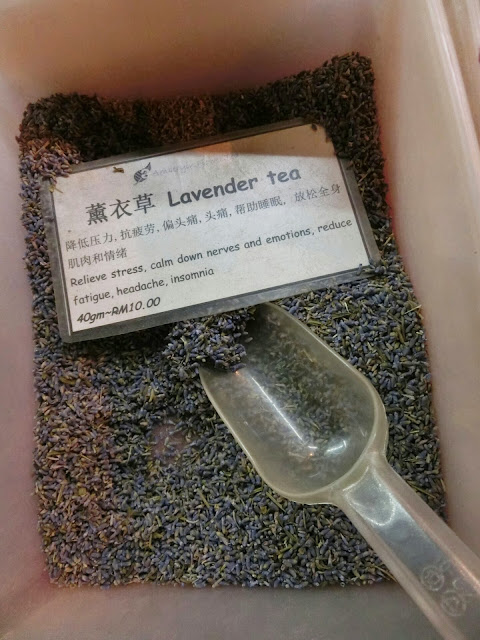 薰衣草 Lavender tea
降低压力,抗疲劳,偏头痛,头痛,帮助睡眠, 放松全身
肌肉和情绪
Relieve stress, calm down nerves and emotions, reduce
fatigue, headache, insomnia
40gm~RM10.00